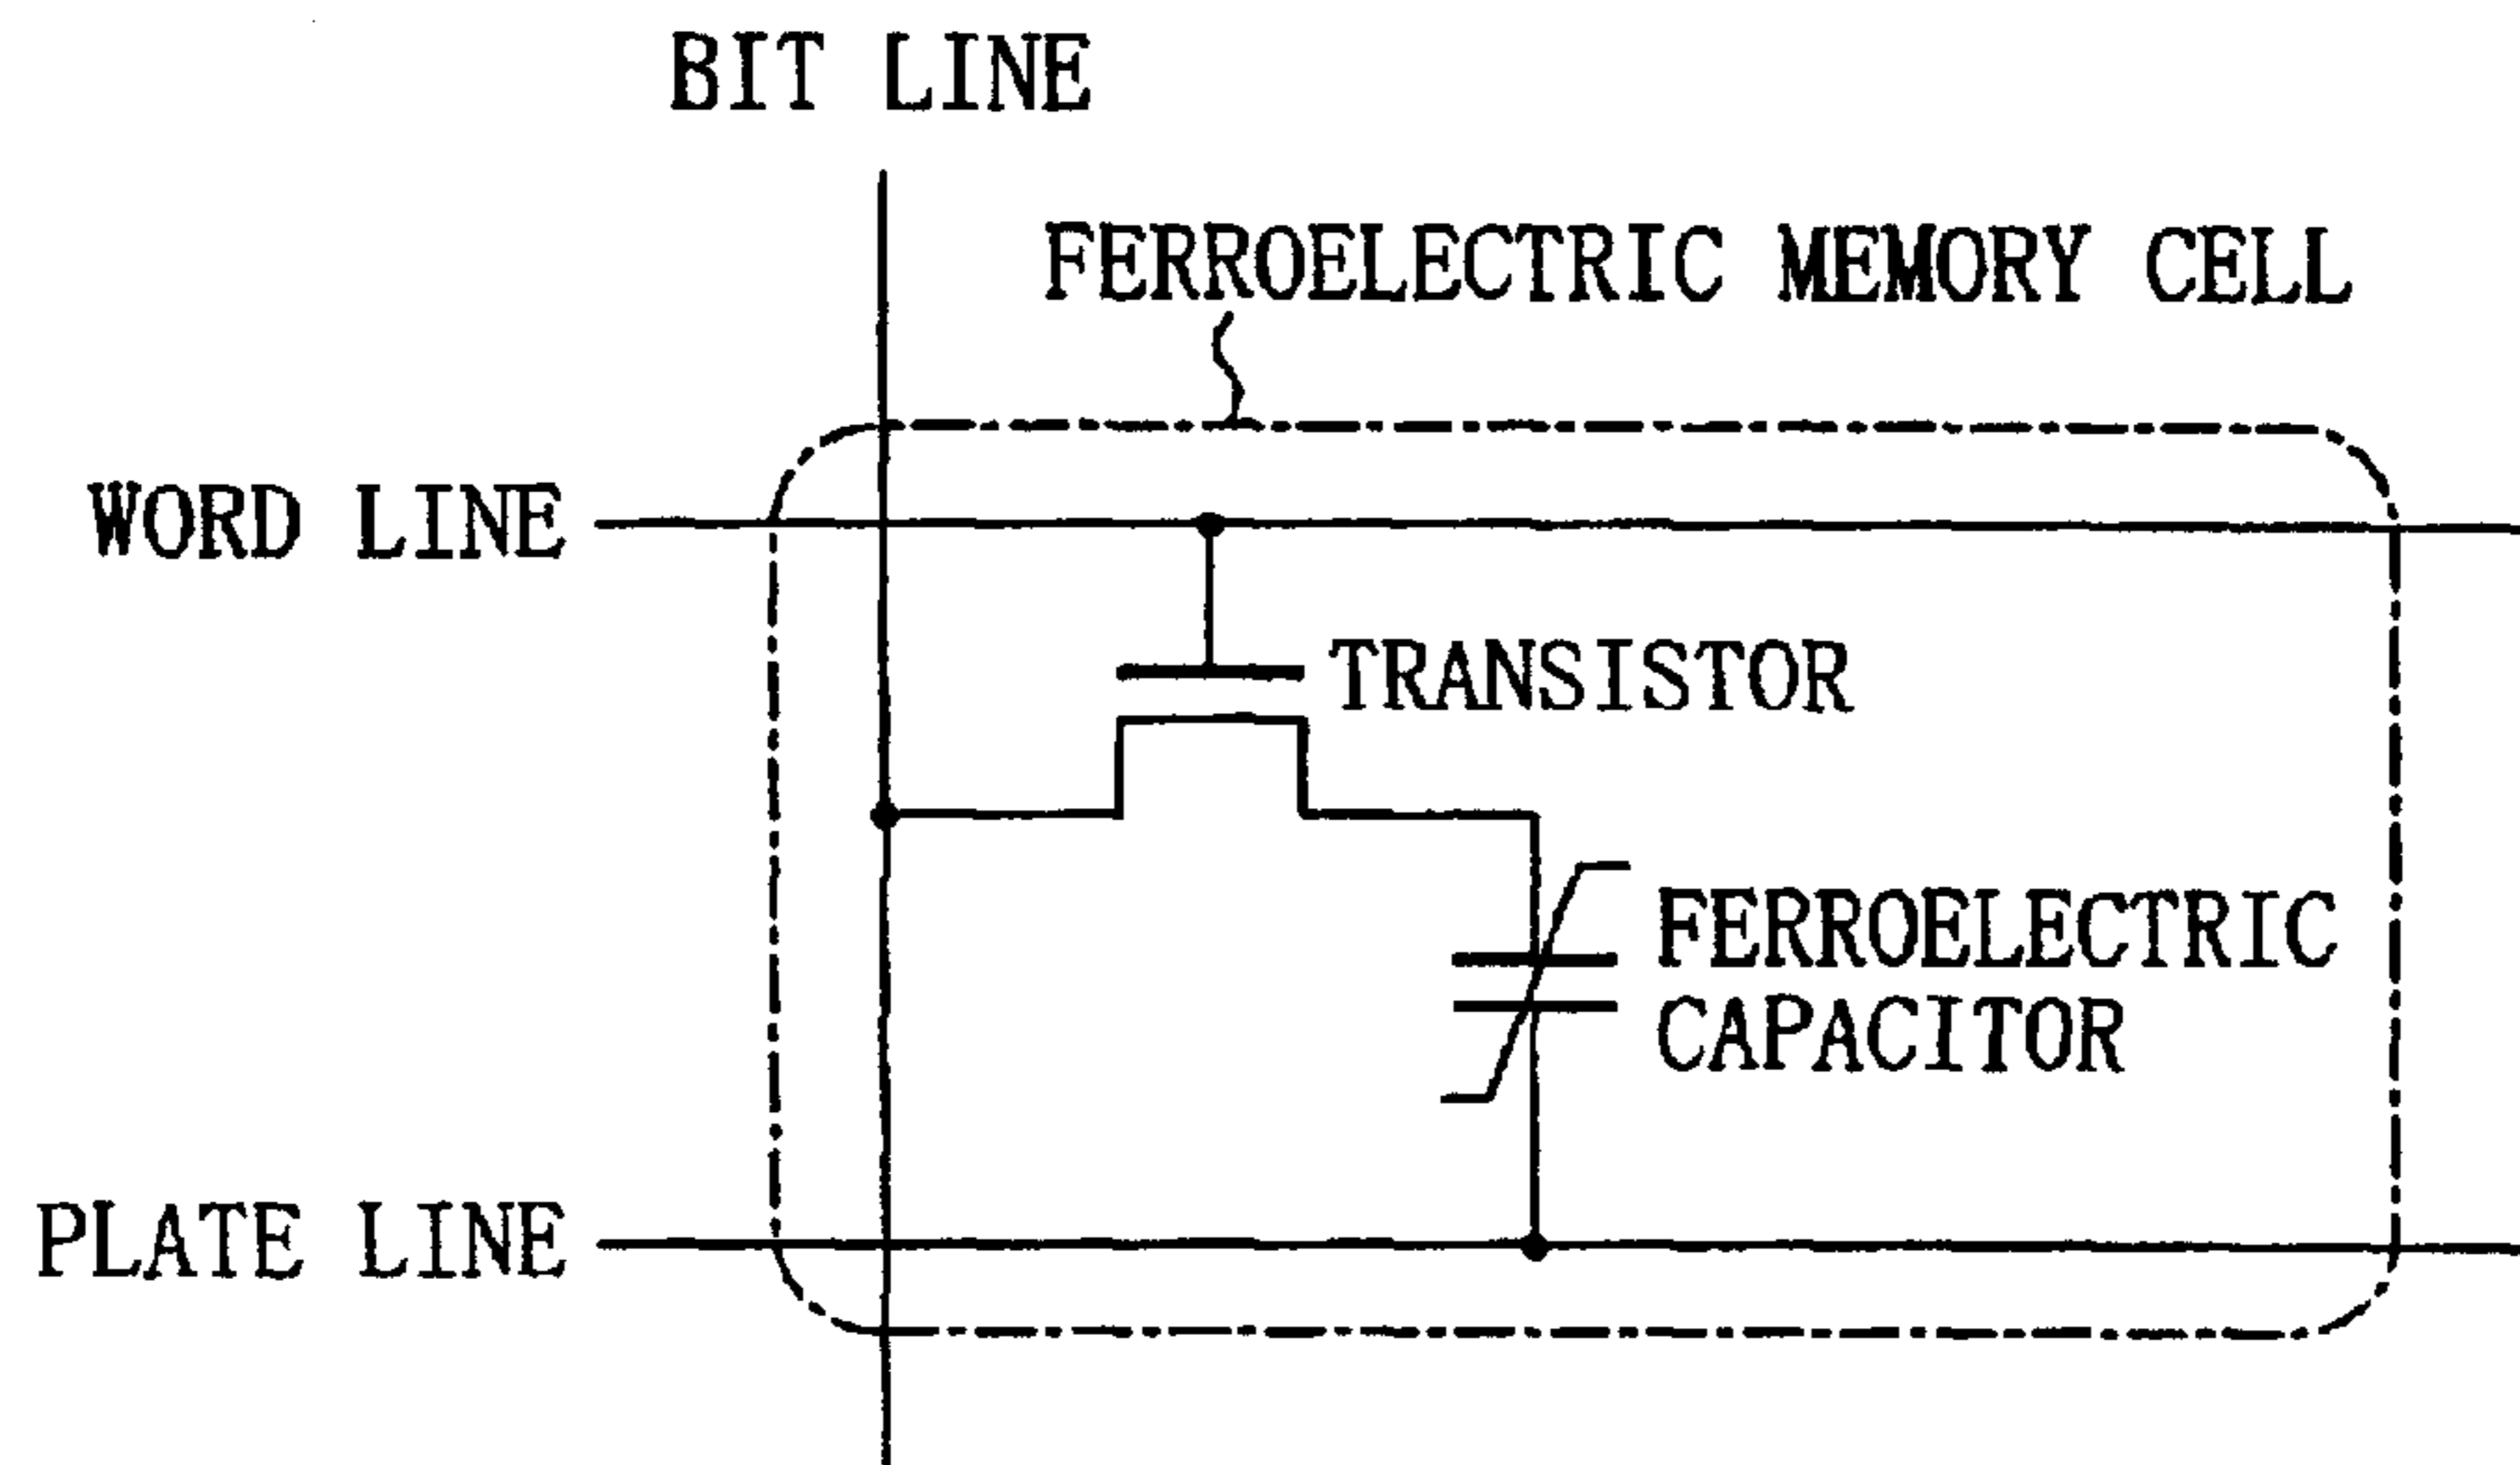 BIT LINE
FERROELECTRIC MEMORY CELL
WORD LINE
TRANSISTOR
FERROELECTRIC
CAPACITOR
PLATE LINE